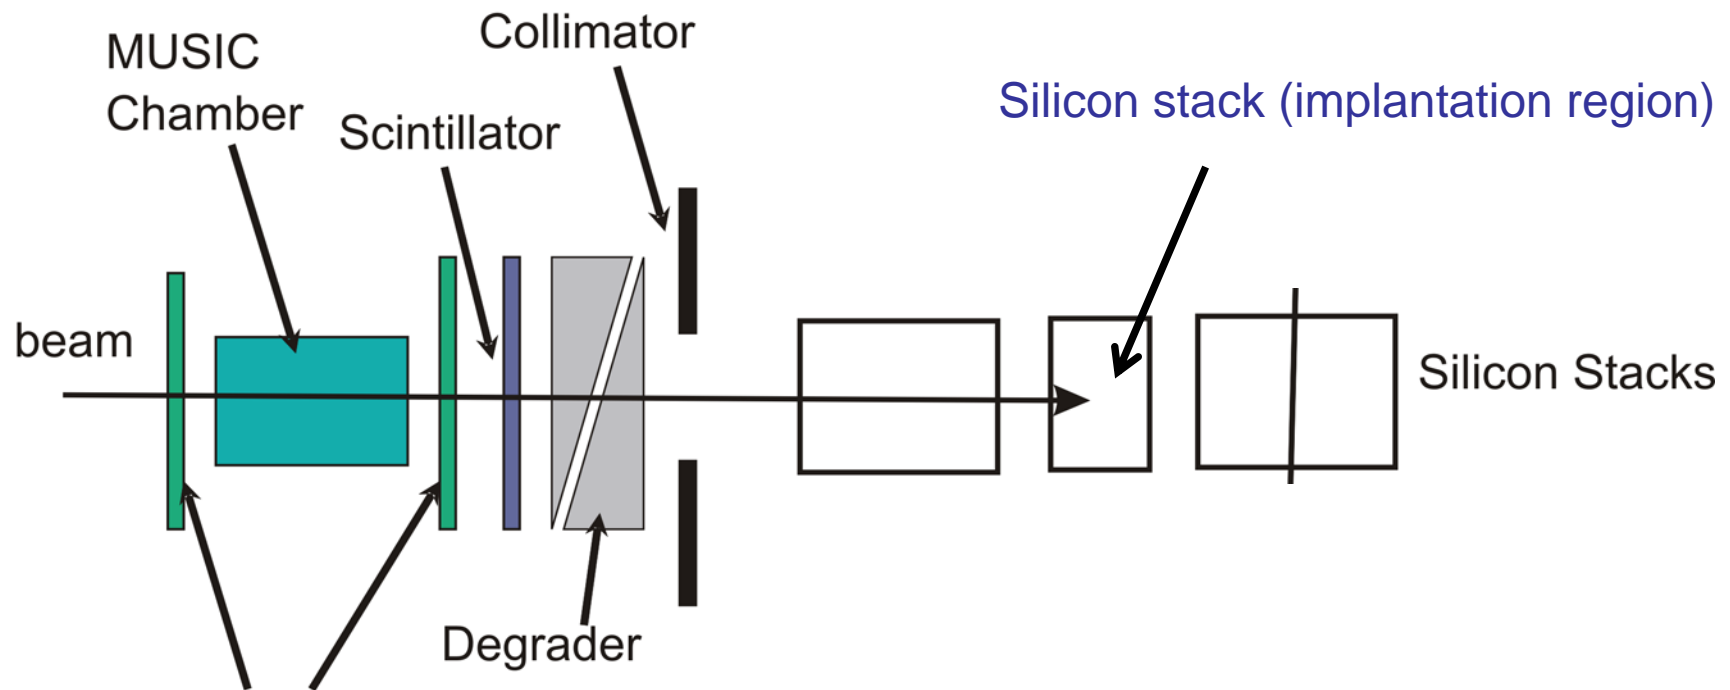 Collimator
MUSIC
Chamber
Scintillator
Silicon stack (implantation region)
beam
Silicon Stacks
Degrader